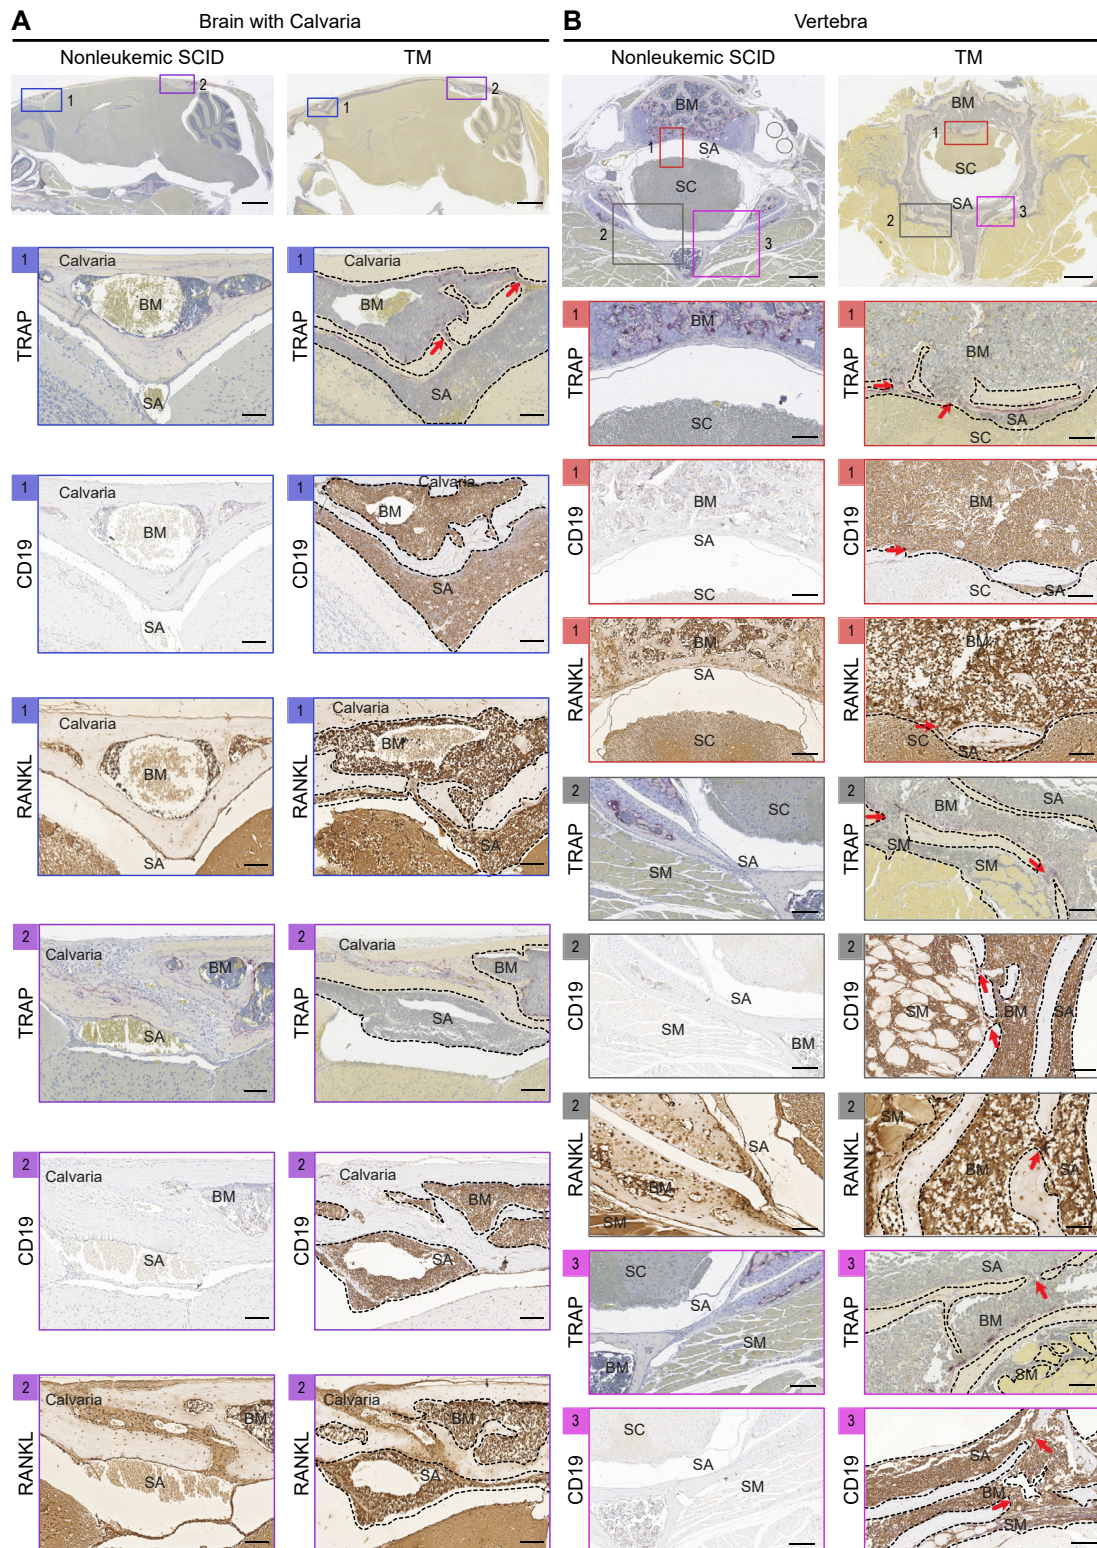 A Brain with Calvaria
Nonleukemic SCID TM
1 2
1 2
1 TRAP Calvaria BM SA
1 Calvaria BM SA
1 CD19 Calvaria BM SA
1 Calvaria BM SA
1 RANKL Calvaria BM SA
1 Calvaria BM SA
2 TRAP Calvaria BM SA
2 Calvaria BM SA
2 CD19 Calvaria BM SA
2 Calvaria BM SA
2 RANKL Calvaria BM SA
2 Calvaria BM SA
B Vertebra
Nonleukemic SCID TM
BM 1 SA SC 2 3
BM 1 SC SA 2 3
1 TRAP BM SC
1 TRAP BM SA SC
1 CD19 BM SA SC
1 CD19 BM SC SA
1 RANKL BM SA SC
1 RANKL BM SC SA
2 TRAP SC SA SM
2 TRAP SA BM SM SM
2 CD19 SA SM BM
2 CD19 SM BM SA
2 RANKL SA BM SM
2 RANKL SM BM SA
3 TRAP SC SA SM BM
3 TRAP SA BM SM
3 CD19 SC SA SM
3 CD19 SA BM SM